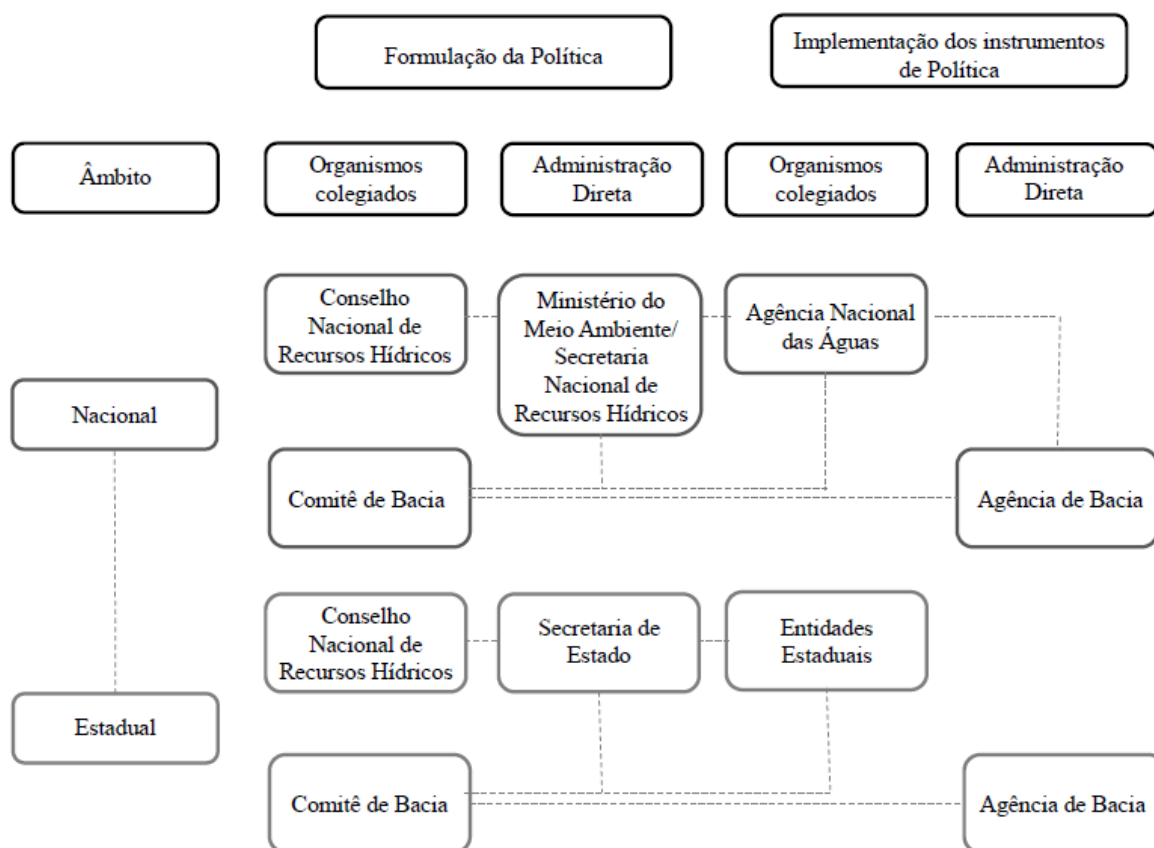 Formulação da Política
Implementação dos instrumentos
de Política
Âmbito
Organismos
colegiados
Administração
Direta
Organismos
colegiados
Administração
Direta
Conselho
Nacional de
Recursos Hídricos
Ministério do
Meio Ambiente/
Secretaria
Nacional de
Recursos Hídricos
Agência Nacional
das Águas
Nacional
Comitê de Bacia
Agência de Bacia
Conselho
Nacional de
Recursos Hídricos
Secretaria de
Estado
Entidades
Estaduais
Estadual
Comitê de Bacia
Agência de Bacia